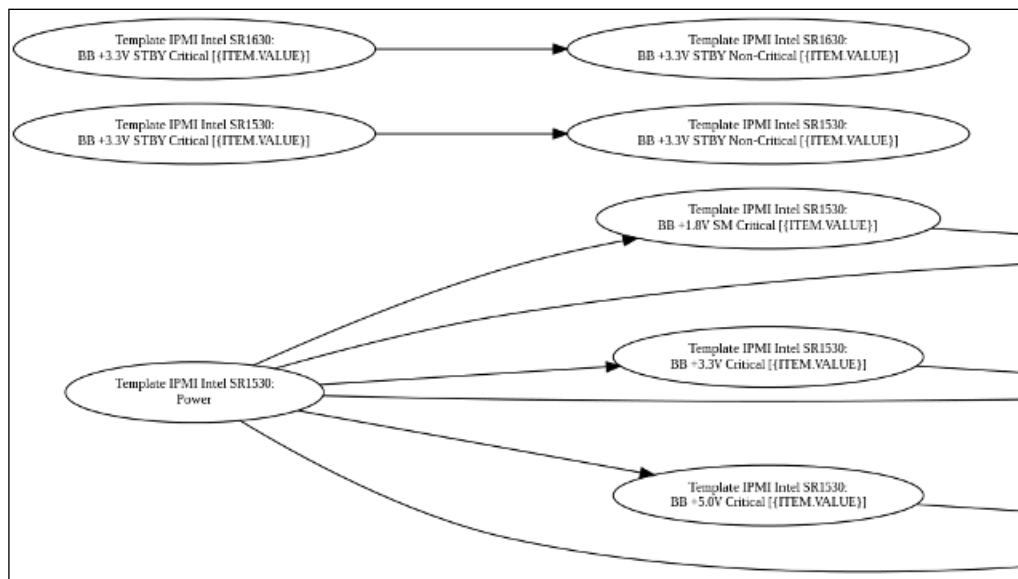 Template IPMI Intel SR1630:
BB +3.3V STBY Critical [{ITEM.VALUE}]
Template IPMI Intel SR1630:
BB +3.3V STBY Non-Critical [{ITEM.VALUE}]
Template IPMI Intel SR1530:
BB +3.3V STBY Critical [{ITEM.VALUE}]
Template IPMI Intel SR1530:
BB +3.3V STBY Non-Critical [{ITEM.VALUE}]
Template IPMI Intel SR1530:
BB +1.8V SM Critical [{ITEM.VALUE}]
Template IPMI Intel SR1530:
BB +3.3V Critical [{ITEM.VALUE}]
Template IPMI Intel SR1530:
Power
Template IPMI Intel SR1530:
BB +5.0V Critical [{ITEM.VALUE}]